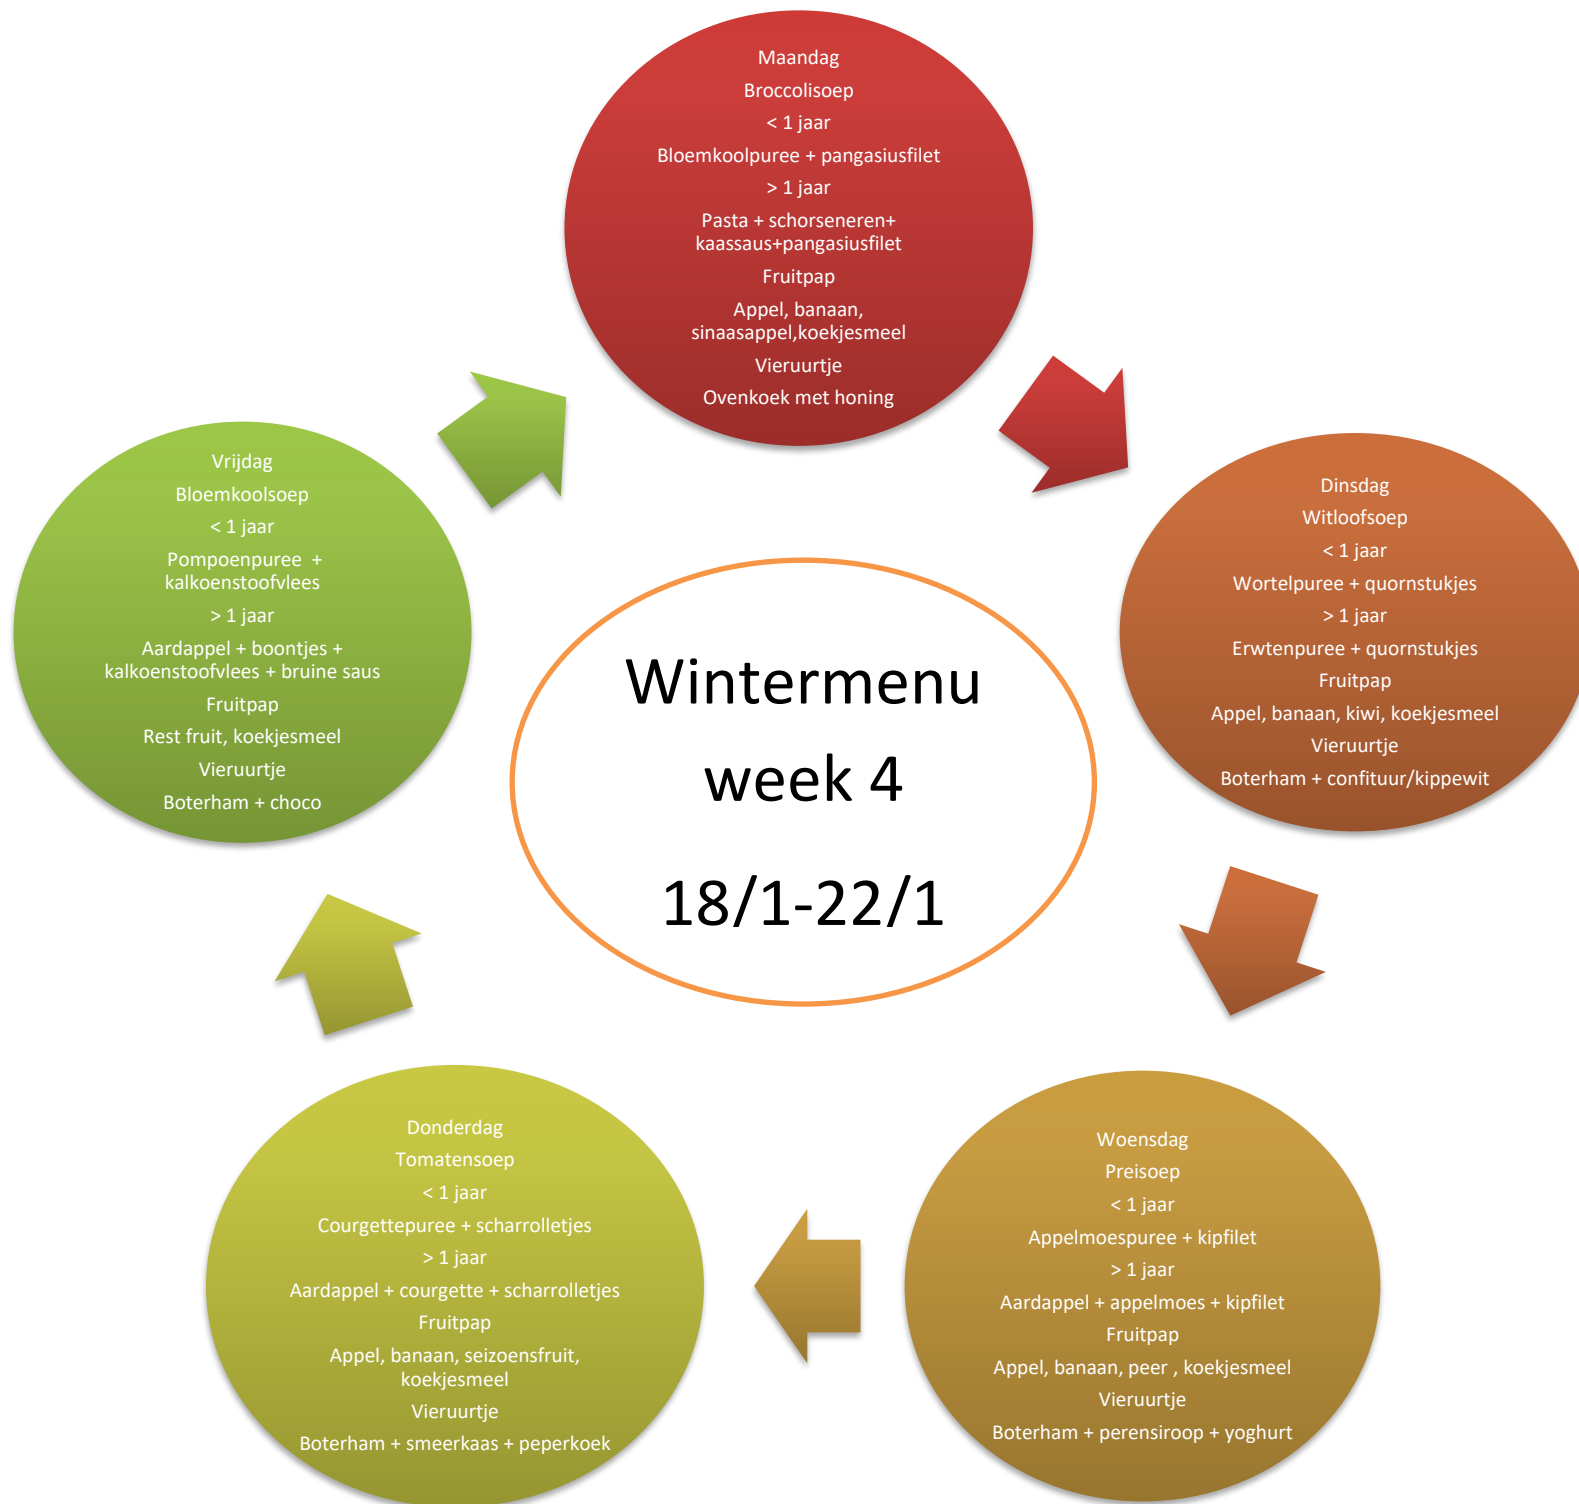 Maandag
Broccolisoep
< 1 jaar
Bloemkoolpuree + pangasiusfilet
> 1 jaar
Pasta + schorseneren+
kaassaus+pangasiusfilet
Fruitpap
Appel, banaan,
sinaasappel,koekjesmeel
Vieruurtje
Ovenkoek met honing
Dinsdag
Witloofsoep
< 1 jaar
Wortelpuree + quornstukjes
> 1 jaar
Erwtenpuree + quornstukjes
Fruitpap
Appel, banaan, kiwi, koekjesmeel
Vieruurtje
Boterham + confituur/kippewit
Woensdag
Preisoep
< 1 jaar
Appelmoespuree + kipfilet
> 1 jaar
Aardappel + appelmoes + kipfilet
Fruitpap
Appel, banaan, peer , koekjesmeel
Vieruurtje
Boterham + perensiroop + yoghurt
Donderdag
Tomatensoep
< 1 jaar
Courgettepuree + scharrolletjes
> 1 jaar
Aardappel + courgette + scharrolletjes
Fruitpap
Appel, banaan, seizoensfruit,
koekjesmeel
Vieruurtje
Boterham + smeerkaas + peperkoek
Vrijdag
Bloemkoolsoep
< 1 jaar
Pompoenpuree  +
kalkoenstoofvlees
> 1 jaar
Aardappel + boontjes +
kalkoenstoofvlees + bruine saus
Fruitpap
Rest fruit, koekjesmeel
Vieruurtje
Boterham + choco
Wintermenu
week 4
18/1-22/1